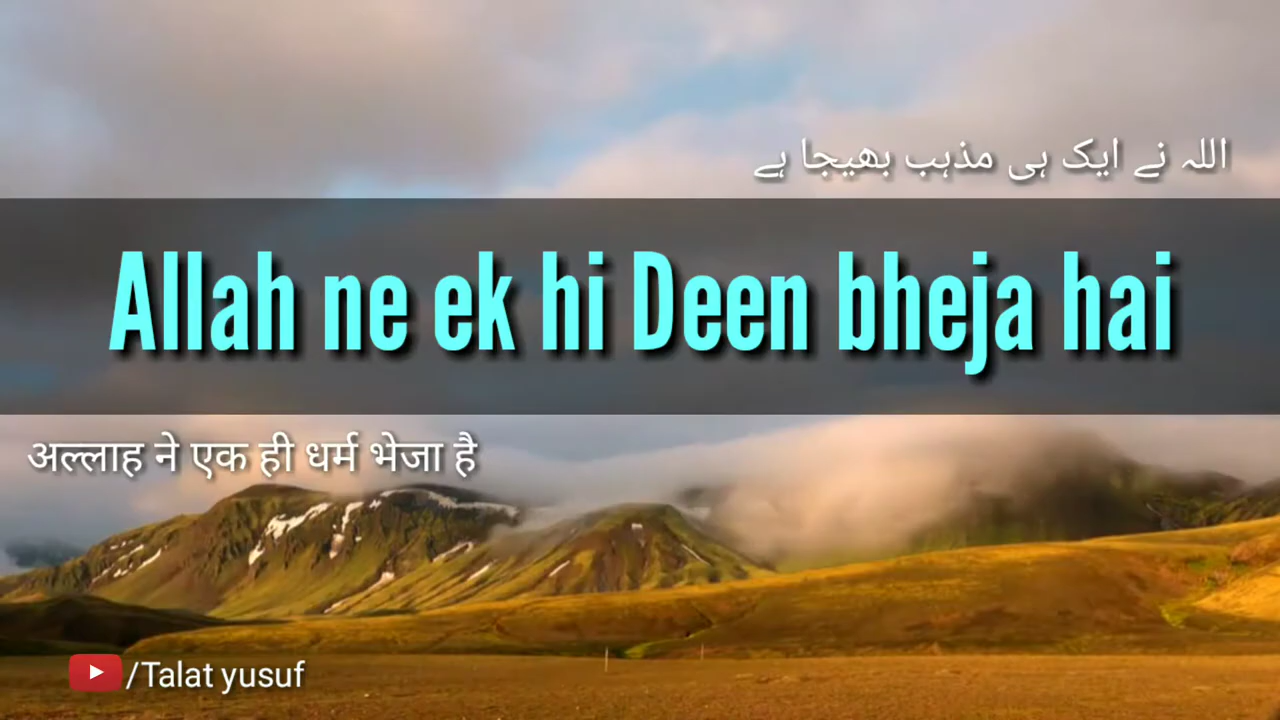 اللہ نے ایک ہی مذہب بھیجا ہے
Allah ne ek hi Deen bheja hai
अल्लाह ने एक ही धर्म भेजा है
/Talat yusuf